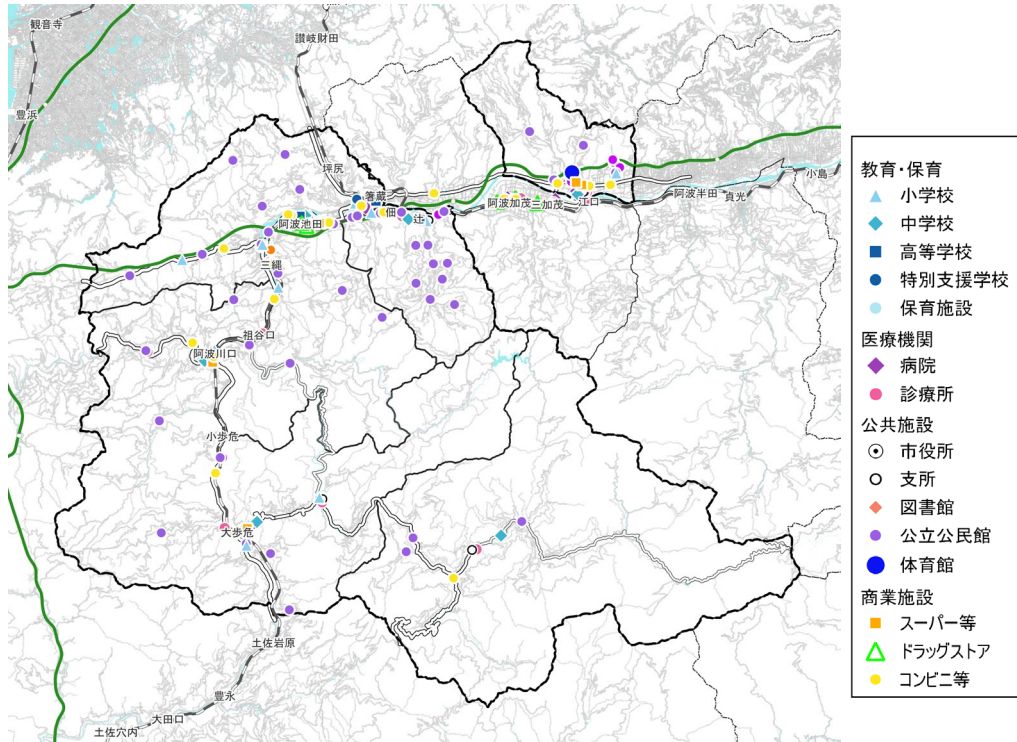 観音寺
讃岐財田
豊浜
小島
坪尻
阿波半田
貞光
箸蔵
阿波加茂
三加茂
江口
佃
辻
阿波池田
三縄
祖谷口
阿波川口
小歩危
大歩危
土佐岩原
豊永
大田口
土佐穴内
教育・保育
小学校
中学校
高等学校
特別支援学校
保育施設
医療機関
病院
診療所
公共施設
市役所
支所
図書館
公立公民館
体育館
商業施設
スーパー等
ドラッグストア
コンビニ等